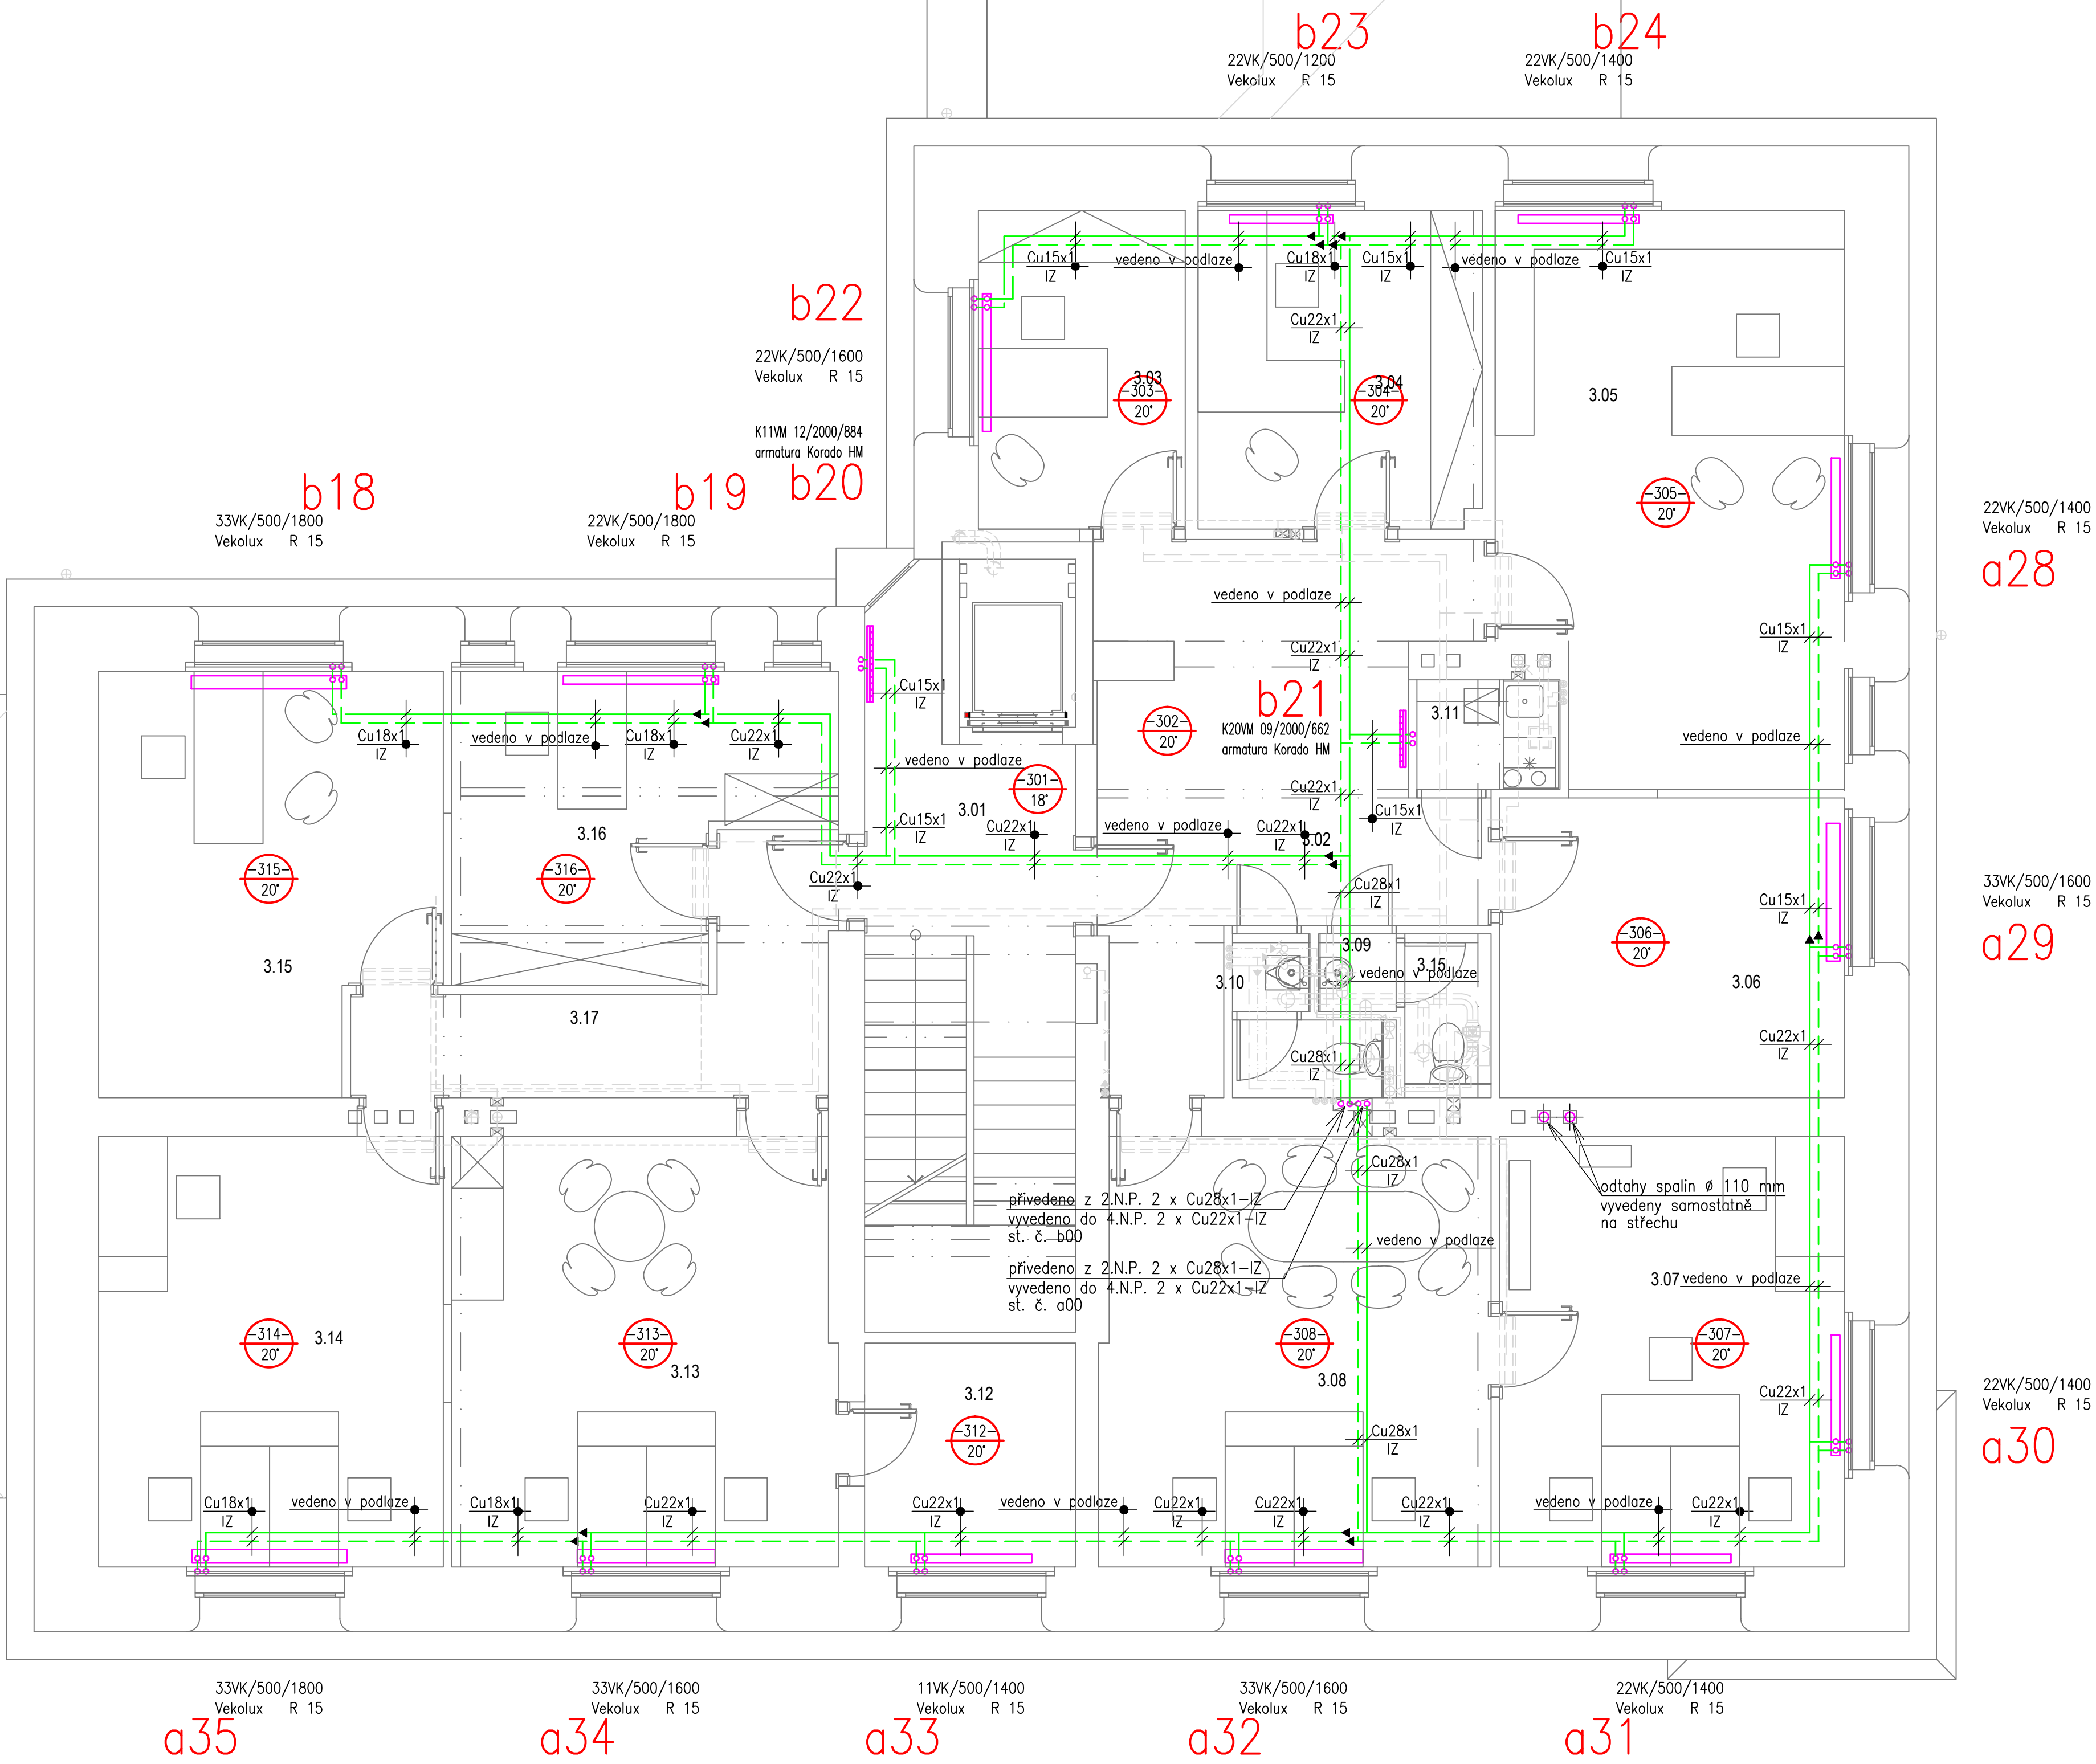 b23
22VK/500/1200
Vekolux R 15
b24
22VK/500/1400
Vekolux R 15
Cu15x1
IZ
vedeno v podlaze
Cu18x1
IZ
Cu15x1
IZ
vedeno v podlaze
Cu15x1
IZ
b22
22VK/500/1600
Vekolux R 15
Cu22x1
IZ
3.03
-303-
20°
3.04
-304-
20°
3.05
K11VM 12/2000/884
armatura Korado HM
b20
b18
33VK/500/1800
Vekolux R 15
b19
22VK/500/1800
Vekolux R 15
-305-
20°
22VK/500/1400
Vekolux R 15
a28
vedeno v podlaze
Cu15x1
IZ
Cu22x1
IZ
Cu15x1
IZ
b21
K20VM 09/2000/662
armatura Korado HM
3.11
-302-
20°
Cu18x1
IZ
vedeno v podlaze
Cu18x1
IZ
Cu22x1
IZ
vedeno v podlaze
vedeno v podlaze
-301-
18°
3.01
Cu22x1
IZ
Cu15x1
IZ
Cu15x1
IZ
Cu22x1
IZ
vedeno v podlaze
Cu22x1
IZ
3.02
3.16
-315-
20°
-316-
20°
Cu22x1
IZ
Cu28x1
IZ
33VK/500/1600
Vekolux R 15
a29
Cu15x1
IZ
-306-
20°
3.06
3.09
3.15
vedeno v podlaze
3.10
3.15
3.17
Cu22x1
IZ
Cu28x1
IZ
Cu28x1
IZ
přivedeno z 2.N.P. 2 x Cu28x1-IZ
vyvedeno do 4.N.P. 2 x Cu22x1-IZ
st. č. b00
odtahy spalin ø 110 mm
vyvedeny samostatně
na střechu
vedeno v podlaze
přivedeno z 2.N.P. 2 x Cu28x1-IZ
vyvedeno do 4.N.P. 2 x Cu22x1-IZ
st. č. a00
3.07
vedeno v podlaze
-314-
20°
3.14
-313-
20°
3.13
-308-
20°
3.08
-307-
20°
3.12
-312-
20°
Cu22x1
IZ
22VK/500/1400
Vekolux R 15
a30
Cu28x1
IZ
Cu18x1
IZ
vedeno v podlaze
Cu18x1
IZ
Cu22x1
IZ
Cu22x1
IZ
vedeno v podlaze
Cu22x1
IZ
Cu22x1
IZ
Cu22x1
IZ
vedeno v podlaze
Cu22x1
IZ
33VK/500/1800
Vekolux R 15
a35
33VK/500/1600
Vekolux R 15
a34
11VK/500/1400
Vekolux R 15
a33
33VK/500/1600
Vekolux R 15
a32
22VK/500/1400
Vekolux R 15
a31